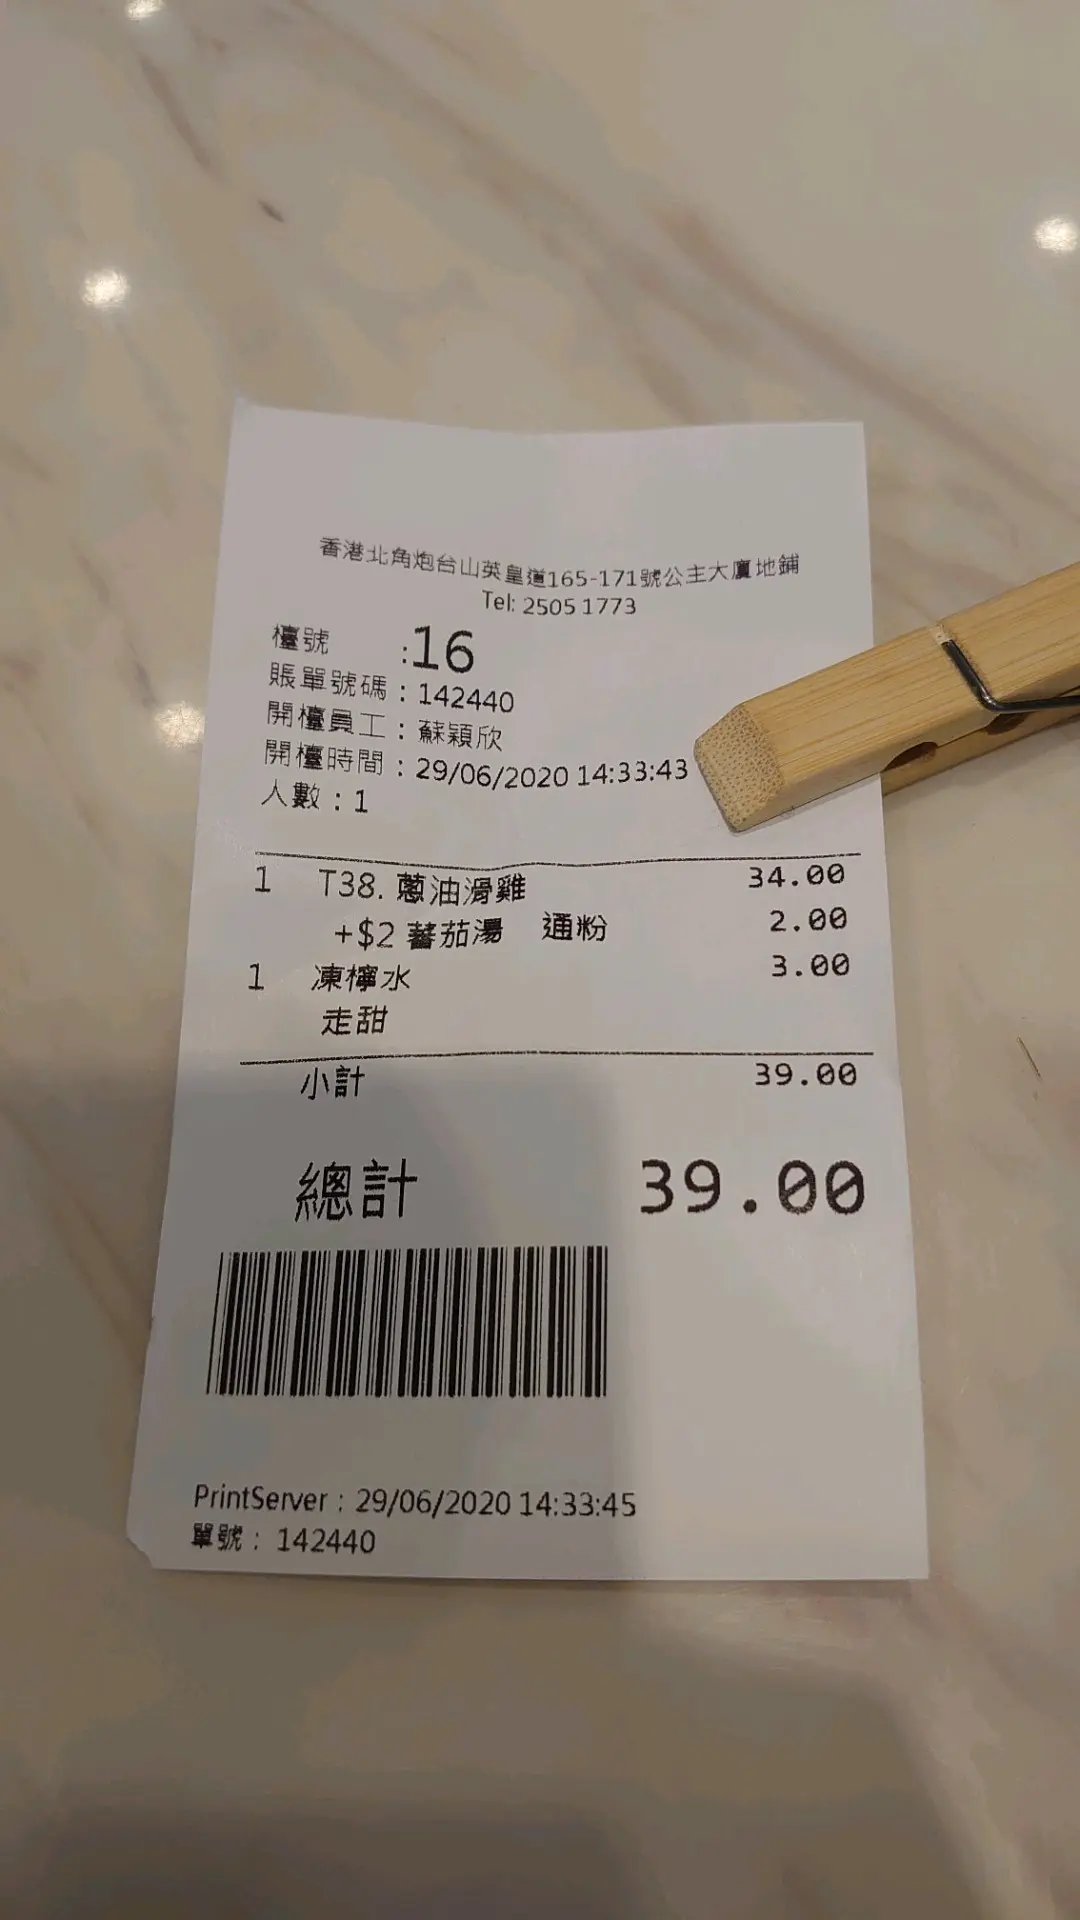 香港北角炮台山英皇道165-171號公主大廈地鋪
Tel: 2505 1773
檯號 :16
賬單號碼 : 142440
開檯員工 : 蘇穎欣
開檯時間 : 29/06/2020 14:33:43
人數 : 1
1 T38. 蔥油滑雞 34.00
+$2 蕃茄湯 通粉 2.00
1 凍檸水 3.00
走甜
小計 39.00
總計 39.00
PrintServer : 29/06/2020 14:33:45
單號 : 142440